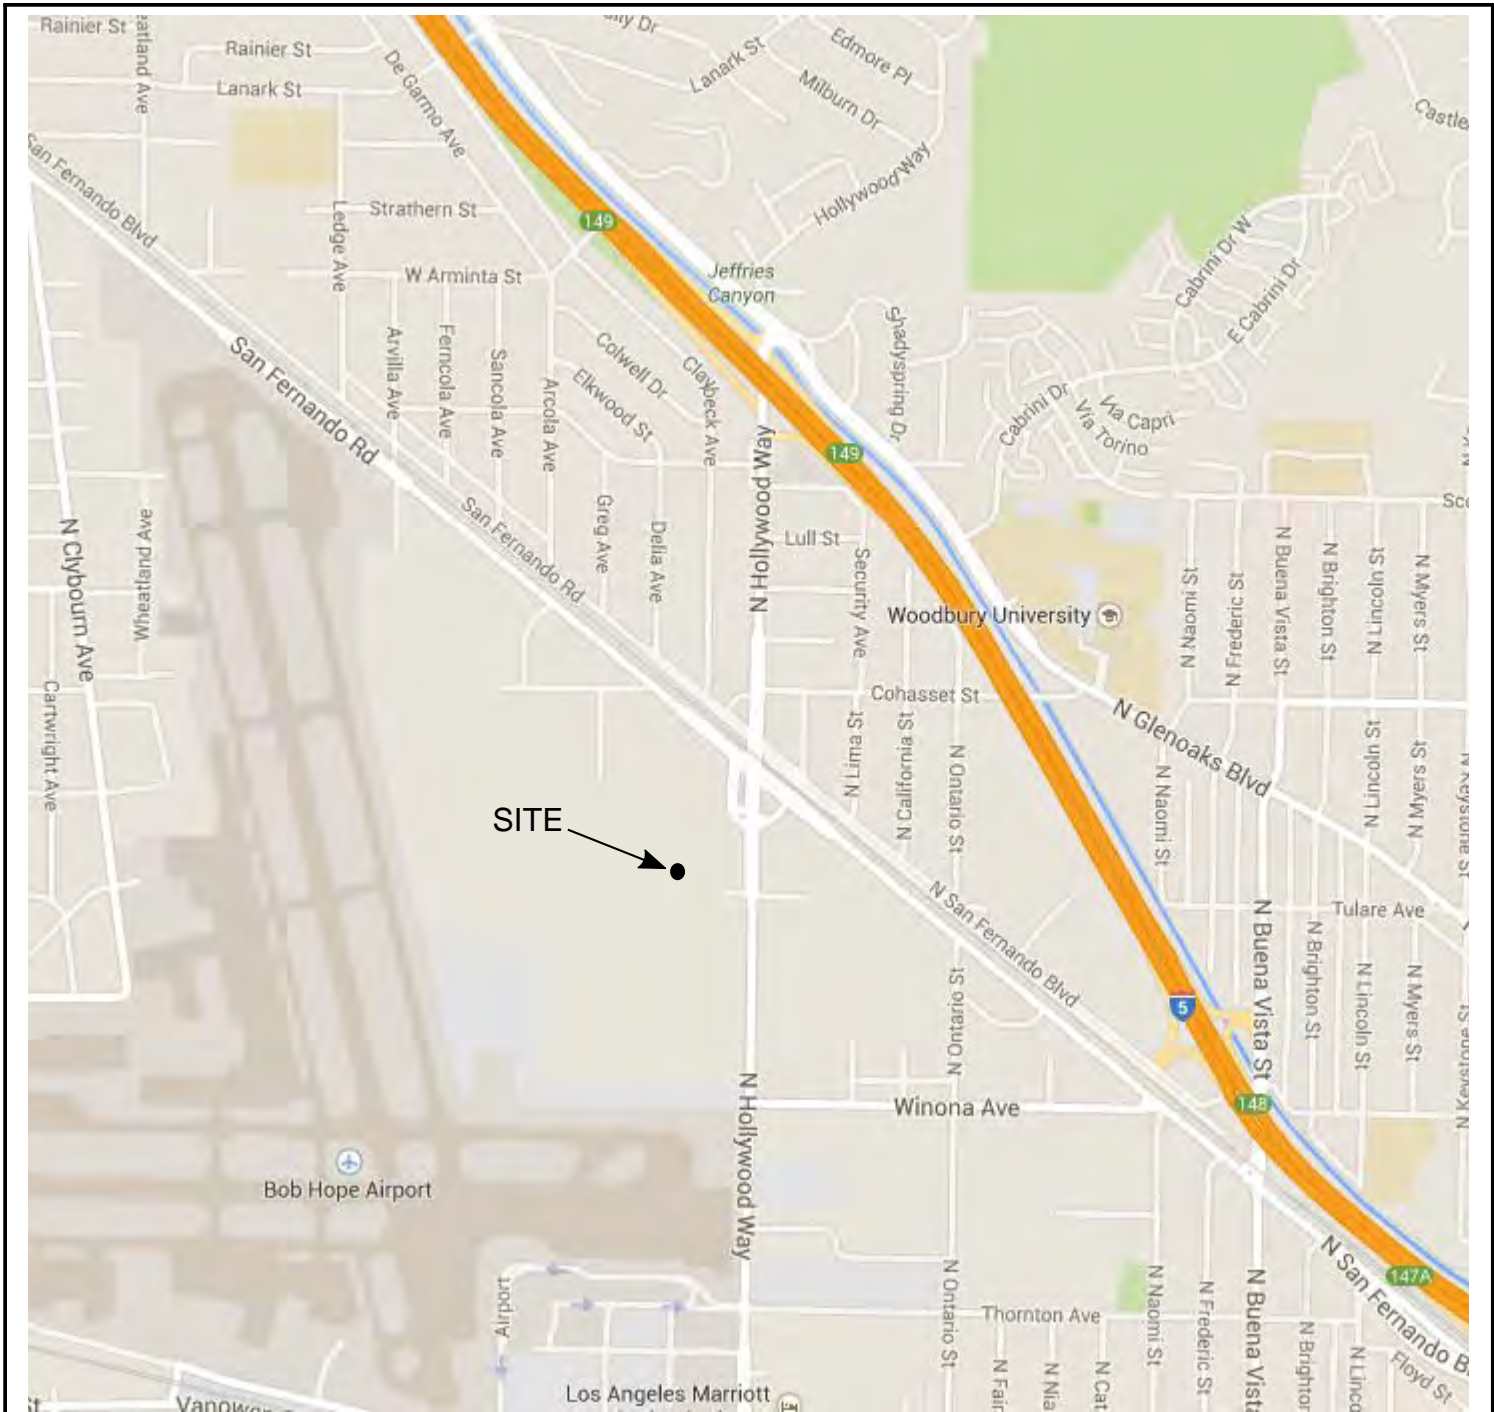 Rainier St
Rainier St
Lanark St
De Garmo Ave
Lanark St
Edmore Pl
Milburn Dr
Hollywood Way
San Fernando Blvd
Ledge Ave
Strathern St
149
W Arminta St
Jeffries
Canyon
Cabrini Dr W
E Cabrini Dr
San Fernando Rd
Arvilla Ave
Ferncola Ave
Sancola Ave
Arcola Ave
Colwell Dr
Elkwood St
Claybeck Ave
Shadyspring Dr
Cabrini Dr
Via Capri
Via Torino
N Hollywood Way
149
San Fernando Rd
Greg Ave
Delia Ave
Lull St
Security Ave
N Clybourn Ave
Wheatland Ave
Woodbury University
N Naomi St
N Frederic St
N Buena Vista St
N Brighton St
N Lincoln St
N Myers St
Cartwright Ave
Cohasset St
N Glenoaks Blvd
N Lima St
N California St
N Ontario St
N Naomi St
N Lincoln St
N Myers St
N Keystone St
SITE
N San Fernando Blvd
Tulare Ave
N Buena Vista St
N Brighton St
N Lincoln St
N Myers St
N Keystone St
N Ontario St
5
N Hollywood Way
Winona Ave
148
Bob Hope Airport
Airport
N Ontario St
Thornton Ave
N Naomi St
N Frederic St
N Buena Vista
N Brighton
N San Fernando B
147A
Floyd St
Los Angeles Marriott